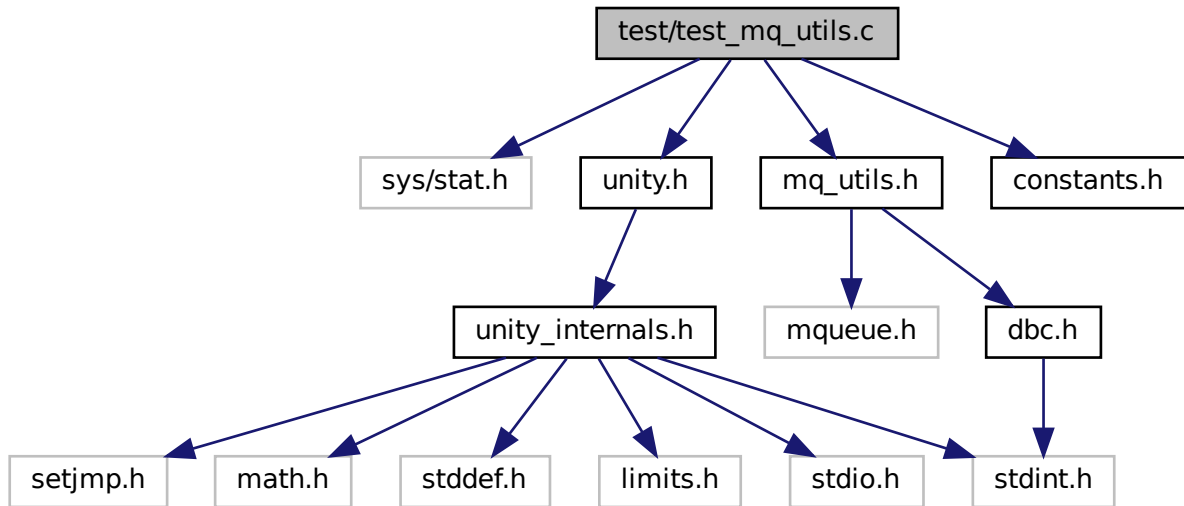 test/test_mq_utils.c
sys/stat.h
unity.h
mq_utils.h
constants.h
unity_internals.h
mqueue.h
dbc.h
setjmp.h
math.h
stddef.h
limits.h
stdio.h
stdint.h